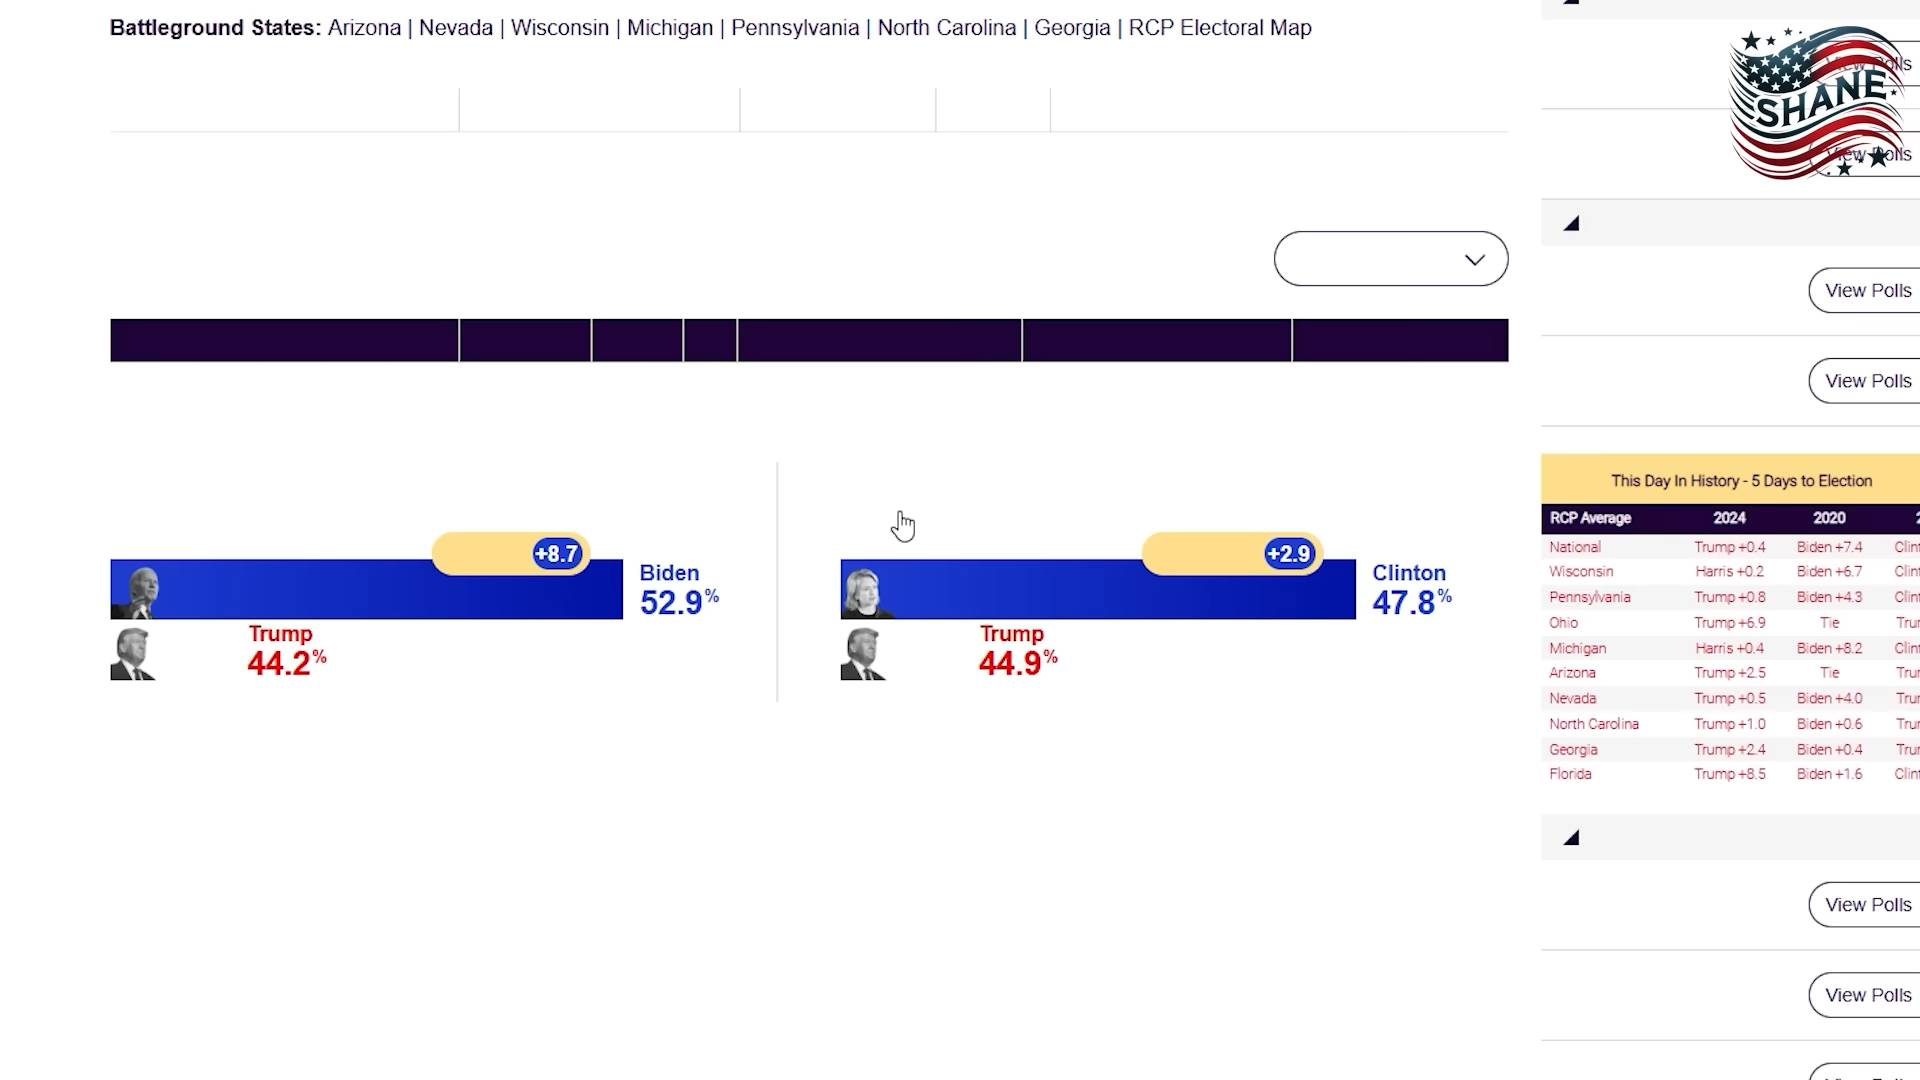 Battleground States: Arizona | Nevada | Wisconsin | Michigan | Pennsylvania | North Carolina | Georgia | RCP Electoral Map
SHANE
View Polls
View Polls
View Polls
View Polls
+8.7
Biden
52.9%
Trump
44.2%
+2.9
Clinton
47.8%
Trump
44.9%
This Day In History - 5 Days to Election
RCP Average 2024 2020
National Trump +0.4 Biden +7.4
Wisconsin Harris +0.2 Biden +6.7
Pennsylvania Trump +0.8 Biden +4.3
Ohio Trump +6.9 Tie
Michigan Harris +0.4 Biden +8.2
Arizona Trump +2.5 Tie
Nevada Trump +0.5 Biden +4.0
North Carolina Trump +1.0 Biden +0.6
Georgia Trump +2.4 Biden +0.4
Florida Trump +8.5 Biden +1.6
View Polls
View Polls